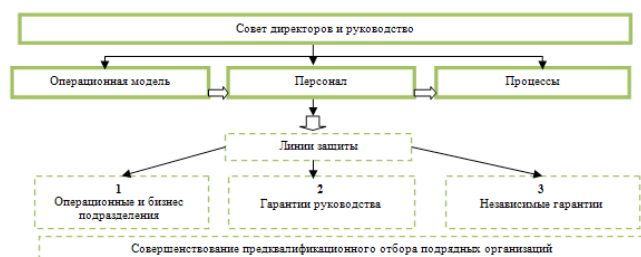 Совет директоров и руководство
Операционная модель
Персонал
Процессы
Линии защиты
1
Операционные и бизнес
подразделения
2
Гарантии руководства
3
Независимые гарантии
Совершенствование предквалификационного отбора подрядных организаций